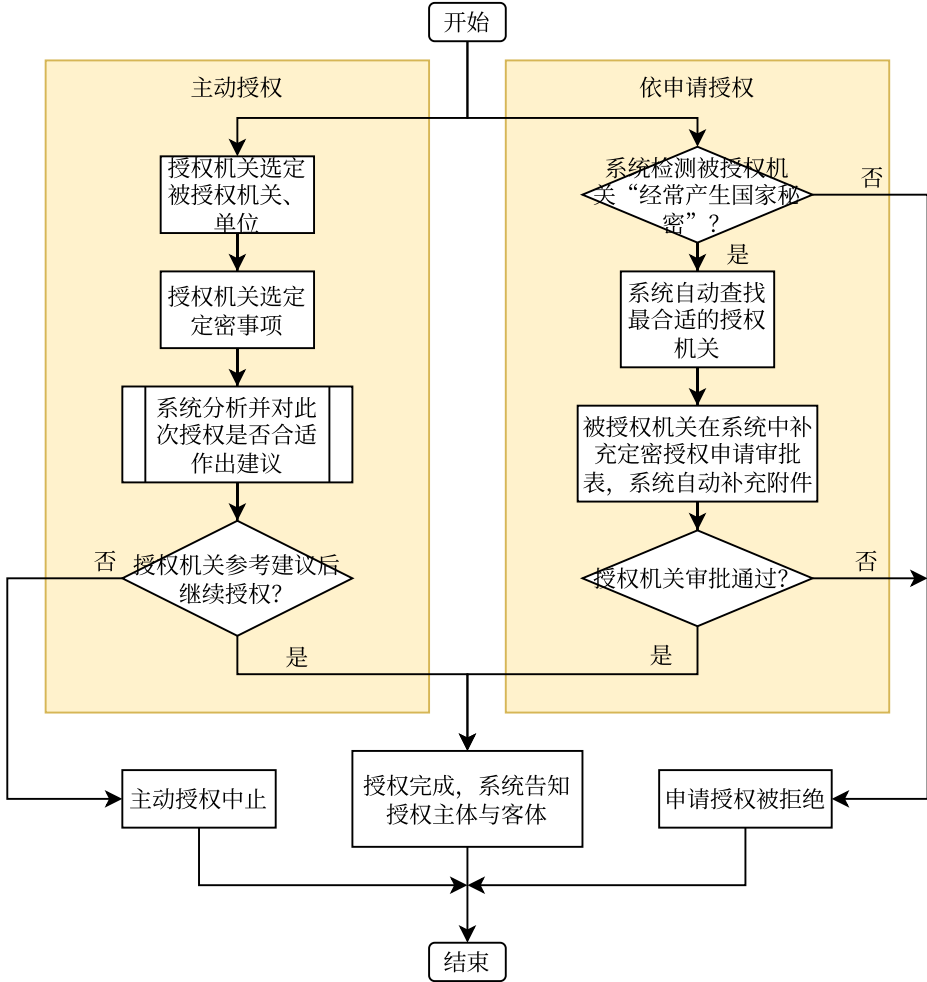 开始
主动授权
授权机关选定
被授权机关、
单位
授权机关选定
定密事项
系统分析并对此
次授权是否合适
作出建议
否
授权机关参考建议后
继续授权？
是
依申请授权
系统检测被授权机
关“经常产生国家秘
密”？
否
是
系统自动查找
最合适的授权
机关
被授权机关在系统中补
充定密授权申请审批
表，系统自动补充附件
授权机关审批通过？
否
是
主动授权中止
授权完成，系统告知
授权主体与客体
申请授权被拒绝
结束